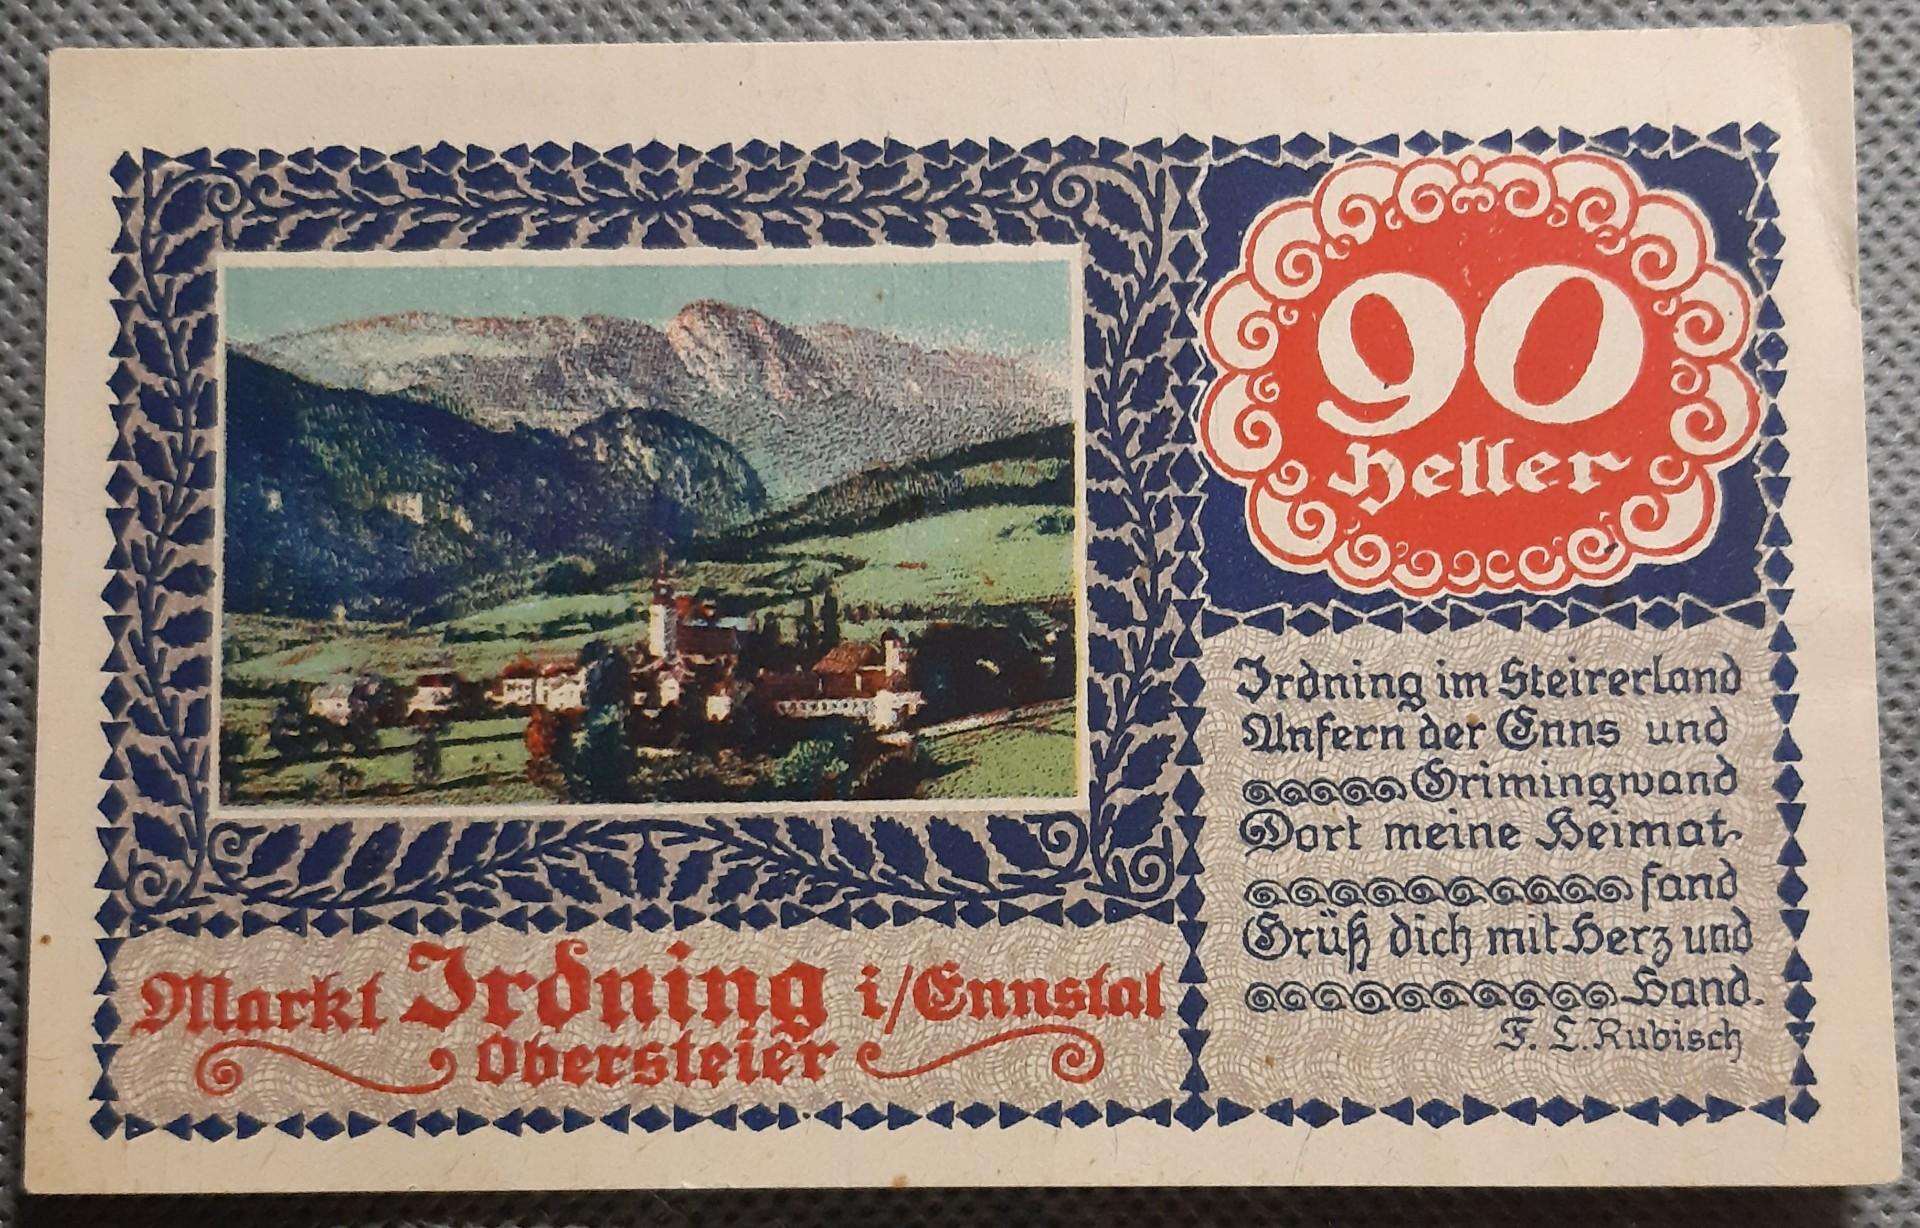 90
Heller
Irdning im Steirerland
Unfern der Enns und
Grimingwand
Dort meine Heimat-
fand
Grüß dich mit Herz und
Hand.
F. L. Rubisch
Markt Irdning i/Ennstal
Obersteier